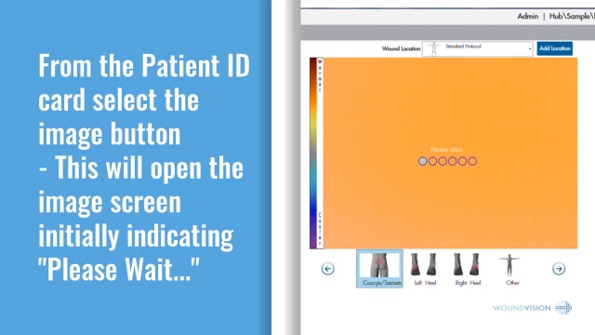 From the Patient ID
card select the
image button
- This will open the
image screen
initially indicating
"Please Wait..."
Admin | Hub\Sample\
Wound Location
Standard Protocol
Add Location
Warmer
Please Wait
Cooler
Coccyx/Sacrum
Left Heel
Right Heel
Other
WOUNDVISION